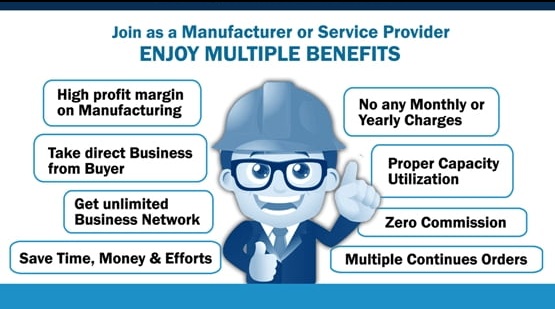 Join as a Manufacturer or Service Provider
ENJOY MULTIPLE BENEFITS
High profit margin
on Manufacturing
Take direct Business
from Buyer
Get unlimited
Business Network
Save Time, Money & Efforts
No any Monthly or
Yearly Charges
Proper Capacity
Utilization
Zero Commission
Multiple Continues Orders